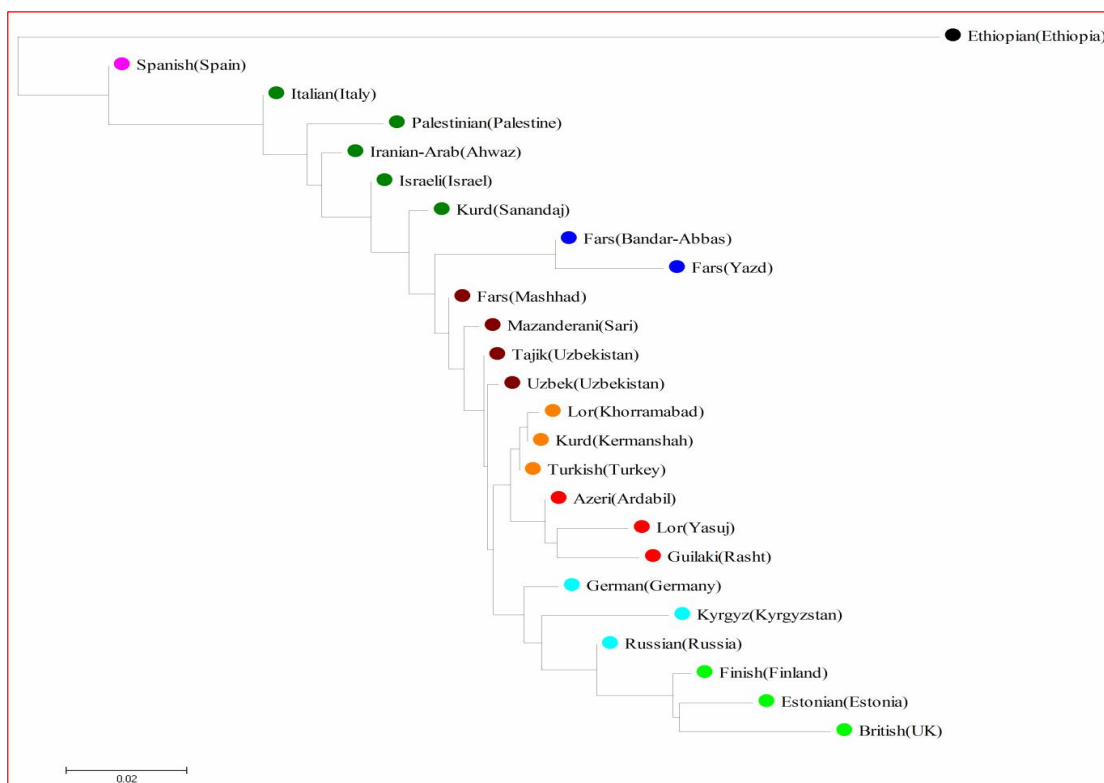 Ethiopian(Ethiopia)
Spanish(Spain)
Italian(Italy)
Palestinian(Palestine)
Iranian-Arab(Ahwaz)
Israeli(Israel)
Kurd(Sanandaj)
Fars(Bandar-Abbas)
Fars(Yazd)
Fars(Mashhad)
Mazanderani(Sari)
Tajik(Uzbekistan)
Uzbek(Uzbekistan)
Lor(Khorramabad)
Kurd(Kermanshah)
Turkish(Turkey)
Azeri(Ardabil)
Lor(Yasuj)
Guilaki(Rasht)
German(Germany)
Kyrgyz(Kyrgyzstan)
Russian(Russia)
Finish(Finland)
Estonian(Estonia)
British(UK)
0.02